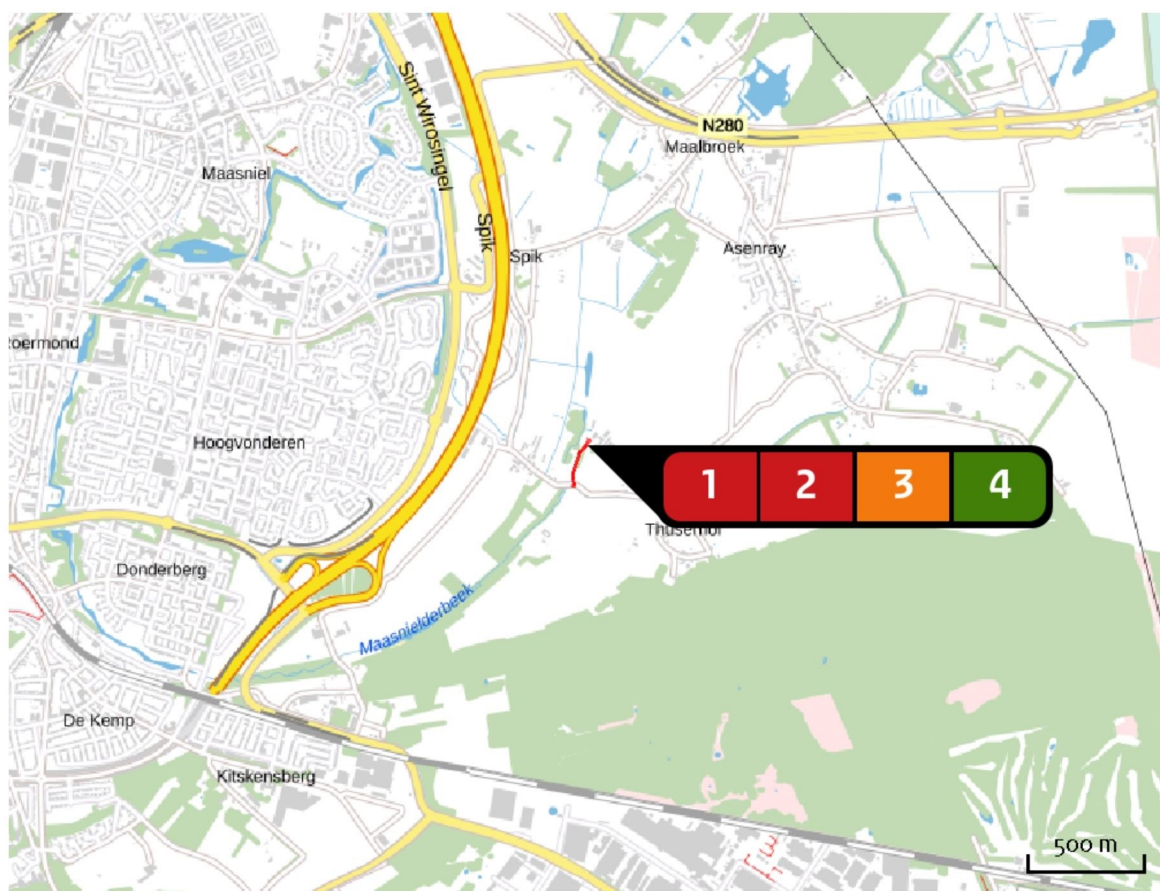 Sint Wirosingel
N280
Maalbroek
Maasniel
Spik
Spik
Asenray
oermond
Hoogvonderen
1 2 3 4
Thuserhof
Donderberg
Maasnielderbeek
De Kemp
Kitskensberg
500 m